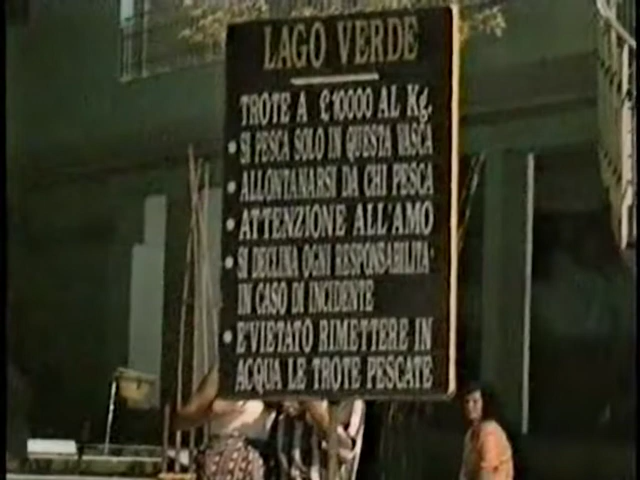 LAGO VERDE
TROTE A £10000 AL Kg.
• SI PESCA SOLO IN QUESTA VASCA
• ALLONTANARSI DA CHI PESCA
• ATTENZIONE ALL'AMO
• SI DECLINA OGNI RESPONSABILITA'
IN CASO DI INCIDENTE
• E'VIETATO RIMETTERE IN
ACQUA LE TROTE PESCATE